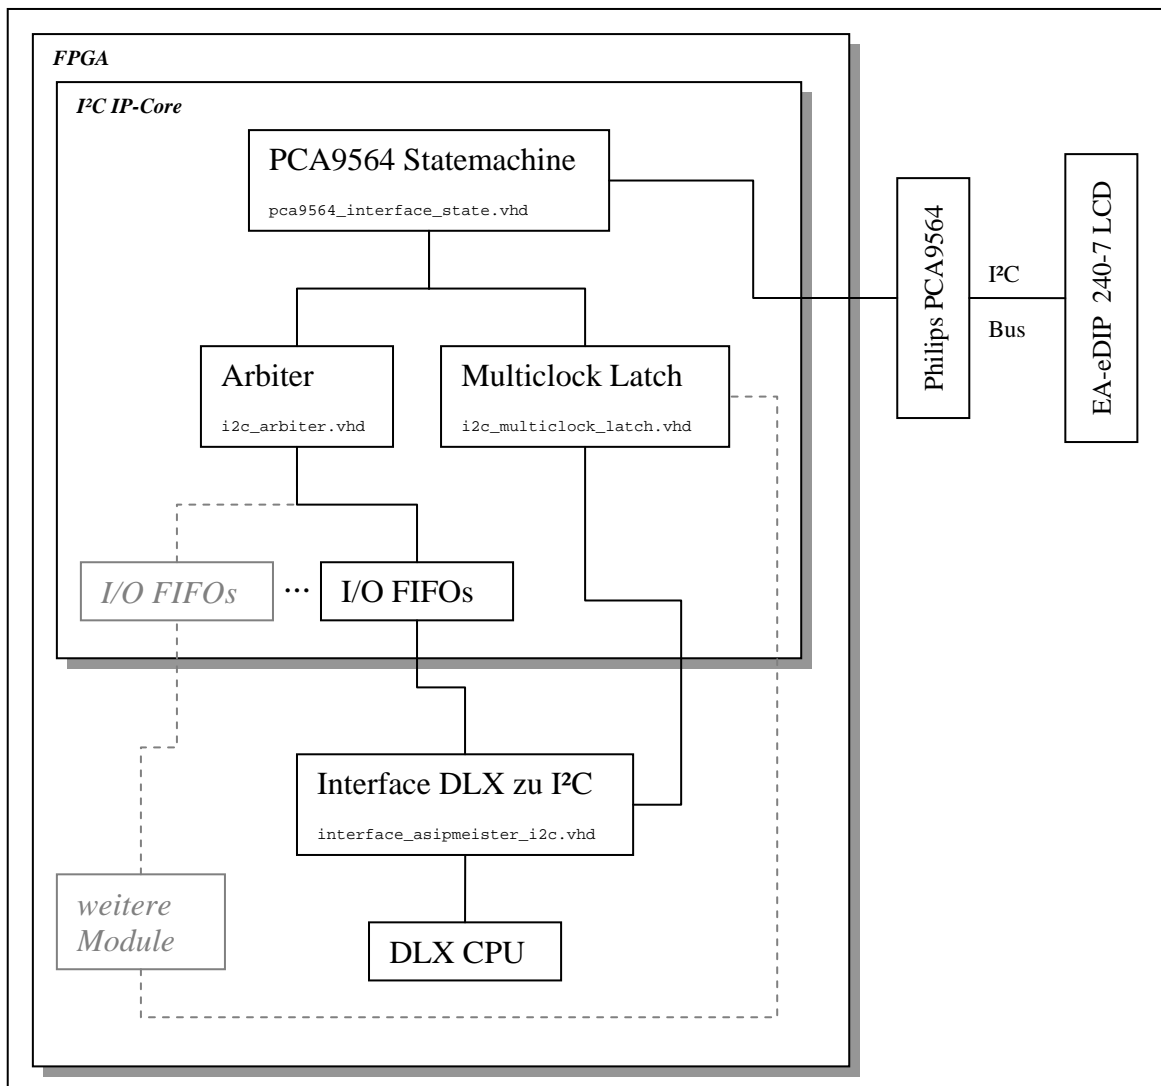 FPGA
I²C IP-Core
PCA9564 Statemachine
pca9564_interface_state.vhd
Philips PCA9564
I²C
Bus
EA-eDIP 240-7 LCD
Arbiter
i2c_arbiter.vhd
Multiclock Latch
i2c_multiclock_latch.vhd
I/O FIFOs
...
I/O FIFOs
Interface DLX zu I²C
interface_asipmeister_i2c.vhd
weitere
Module
DLX CPU